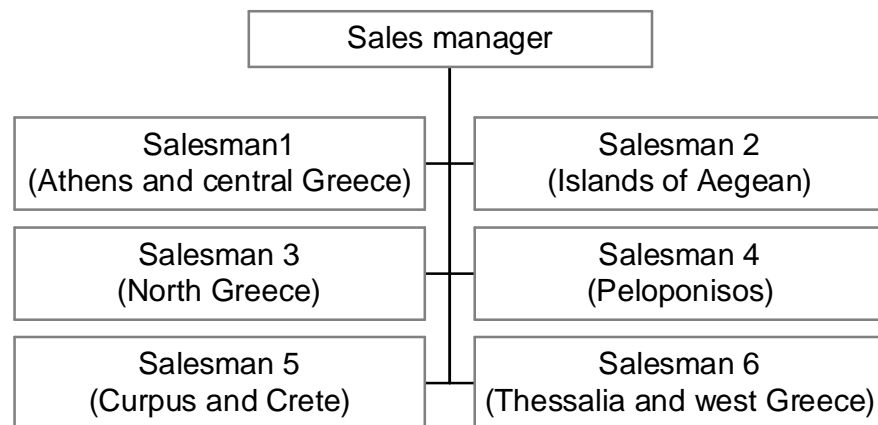 Sales manager
Salesman1
(Athens and central Greece)
Salesman 2
(Islands of Aegean)
Salesman 3
(North Greece)
Salesman 4
(Peloponisos)
Salesman 5
(Curpus and Crete)
Salesman 6
(Thessalia and west Greece)